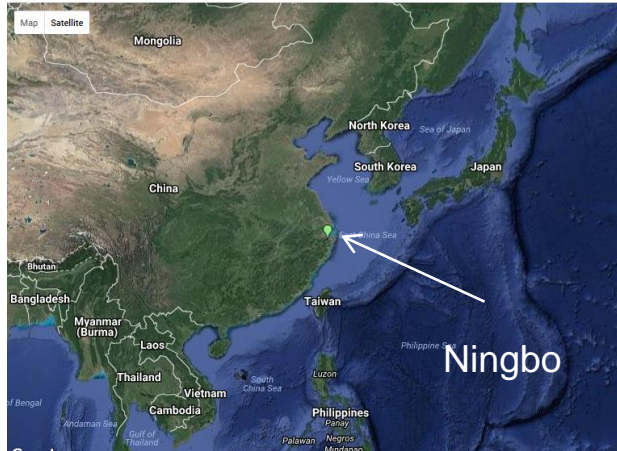 Map Satellite
Mongolia
North Korea
Sea of Japan
South Korea
Japan
Yellow Sea
China
East China Sea
Bhutan
Bangladesh
Taiwan
Myanmar
(Burma)
Laos
Philippine Sea
Ningbo
Thailand
Luzon
South
China Sea
Vietnam
of Bengal
Cambodia
Philippines
Andaman Sea
Panay
Gulf of
Thailand
Palawan
Negros
Mindanao